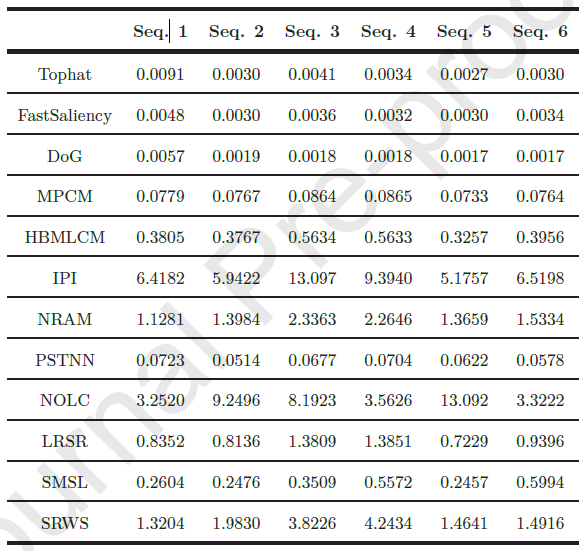 Seq. 1 Seq. 2 Seq. 3 Seq. 4 Seq. 5 Seq. 6
Tophat 0.0091 0.0030 0.0041 0.0034 0.0027 0.0030
FastSaliency 0.0048 0.0030 0.0036 0.0032 0.0030 0.0034
DoG 0.0057 0.0019 0.0018 0.0018 0.0017 0.0017
MPCM 0.0779 0.0767 0.0864 0.0865 0.0733 0.0764
HBMLCM 0.3805 0.3767 0.5634 0.5633 0.3257 0.3956
IPI 6.4182 5.9422 13.097 9.3940 5.1757 6.5198
NRAM 1.1281 1.3984 2.3363 2.2646 1.3659 1.5334
PSTNN 0.0723 0.0514 0.0677 0.0704 0.0622 0.0578
NOLC 3.2520 9.2496 8.1923 3.5626 13.092 3.3222
LRSR 0.8352 0.8136 1.3809 1.3851 0.7229 0.9396
SMSL 0.2604 0.2476 0.3509 0.5572 0.2457 0.5994
SRWS 1.3204 1.9830 3.8226 4.2434 1.4641 1.4916
ournal Pre-proo